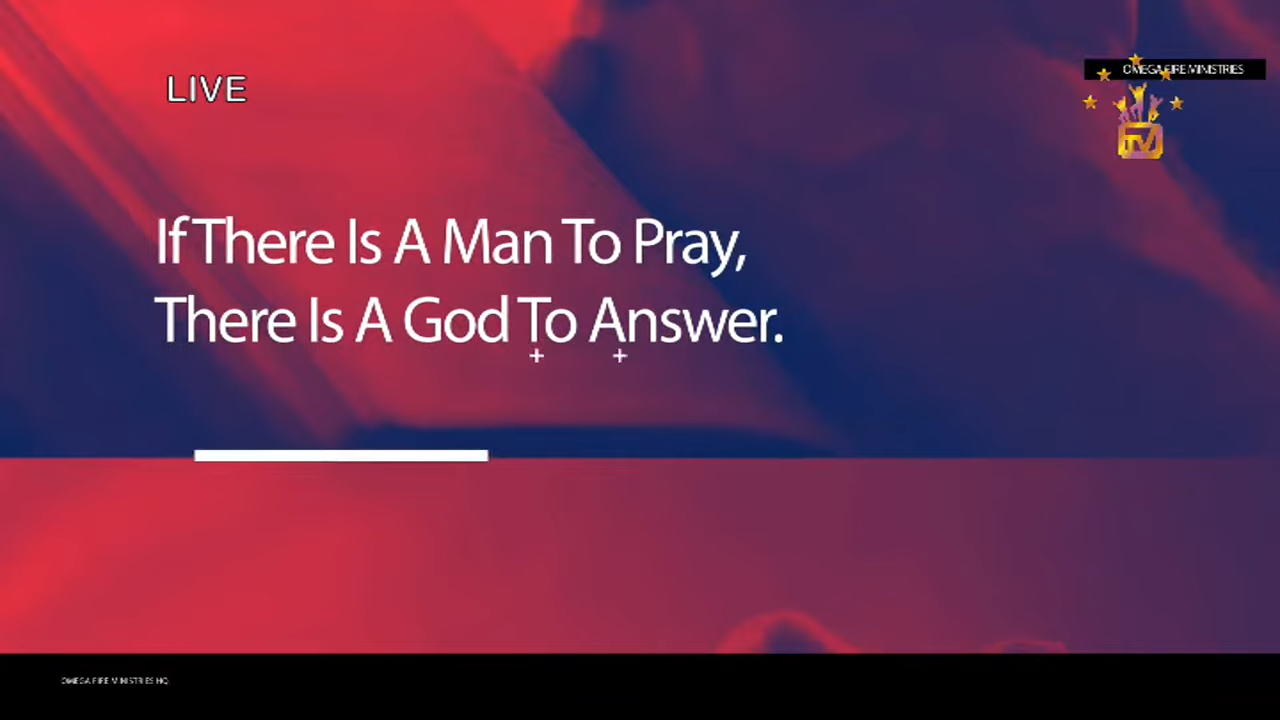 LIVE
OMEGA FIRE MINISTRIES
TV
If There Is A Man To Pray,
There Is A God To Answer.
OMEGA FIRE MINISTRIES HQ